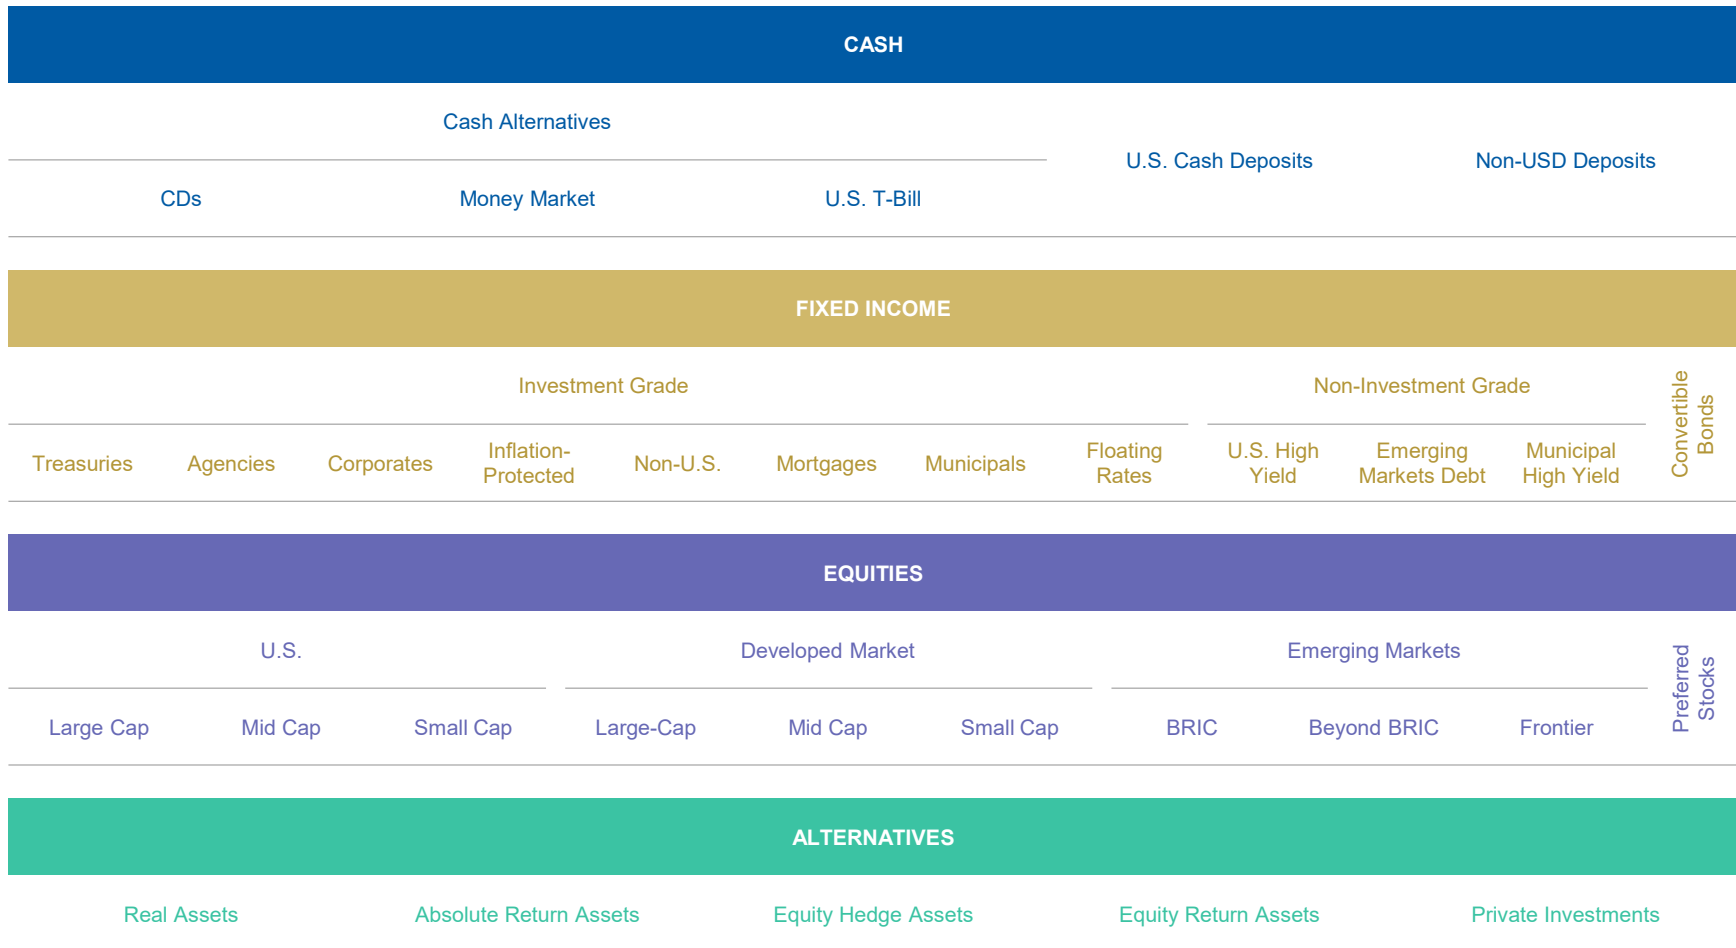 CASH
Cash Alternatives
U.S. Cash Deposits
Non-USD Deposits
CDs
Money Market
U.S. T-Bill
FIXED INCOME
Investment Grade
Non-Investment Grade
Convertible
Bonds
Treasuries
Agencies
Corporates
Inflation-
Protected
Non-U.S.
Mortgages
Municipals
Floating
Rates
U.S. High
Yield
Emerging
Markets Debt
Municipal
High Yield
EQUITIES
U.S.
Developed Market
Emerging Markets
Preferred
Stocks
Large Cap
Mid Cap
Small Cap
Large-Cap
Mid Cap
Small Cap
BRIC
Beyond BRIC
Frontier
ALTERNATIVES
Real Assets
Absolute Return Assets
Equity Hedge Assets
Equity Return Assets
Private Investments